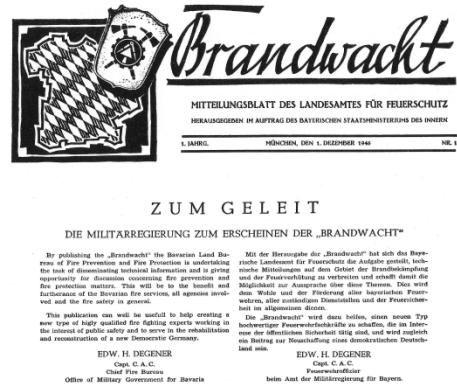 Brandwacht
MITTEILUNGSBLATT DES LANDESAMTES FÜR FEUERSCHUTZ
HERAUSGEGEBEN IM AUFTRAG DES BAYERISCHEN STAATSMINISTERIUMS DES INNERN
1. JAHRG. MÜNCHEN, DEN 1. DEZEMBER 1946 NR. 1
ZUM GELEIT
DIE MILITÄRREGIERUNG ZUM ERSCHEINEN DER „BRANDWACHT“
By publishing the „Brandwacht“ the Bavarian Land Bu-
reau of Fire Prevention and Fire Protection is undertaking
the task of disseminating technical information and is giving
opportunity for discussion concerning fire prevention and
fire protection matters. This will be to the benefit and
furtherance of the Bavarian fire services, all agencies invol-
ved and the fire safety in general.
This publication can well be usefull to help creating a
new type of highly qualified fire fighting experts working in
the interest of public safety and to serve in the rehabilitation
and reconstruction of a new Democratic Germany.
EDW. H. DEGENER
Capt. C. A. C.
Chief Fire Bureau
Office of Military Government for Bavaria
Mit der Herausgabe der „Brandwacht“ hat sich das Baye-
rische Landesamt für Feuerschutz die Aufgabe gestellt, tech-
nische Mitteilungen auf dem Gebiet der Brandbekämpfung
und der Feuerverhütung zu verbreiten und schafft damit die
Möglichkeit zur Aussprache über diese Themen. Dies wird
dem Wohle und der Förderung aller bayerischen Feuer-
wehren, aller zuständigen Dienststellen und der Feuersicher-
heit im allgemeinen dienen.
Die „Brandwacht“ wird dazu helfen, einen neuen Typ
hochwertiger Feuerwehrfachkräfte zu schaffen, die im Inter-
esse der öffentlichen Sicherheit tätig sind, und wird zugleich
ein Beitrag zur Neuschaffung eines demokratischen Deutsch-
land sein.
EDW. H. DEGENER
Capt. C. A. C.
Feuerwehroffizier
beim Amt der Militärregierung für Bayern.